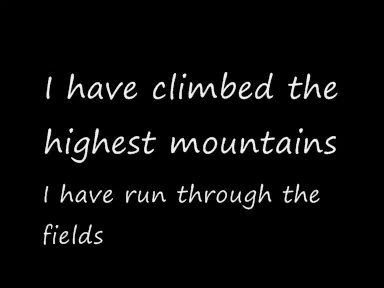 I have climbed the
highest mountains
I have run through the
fields